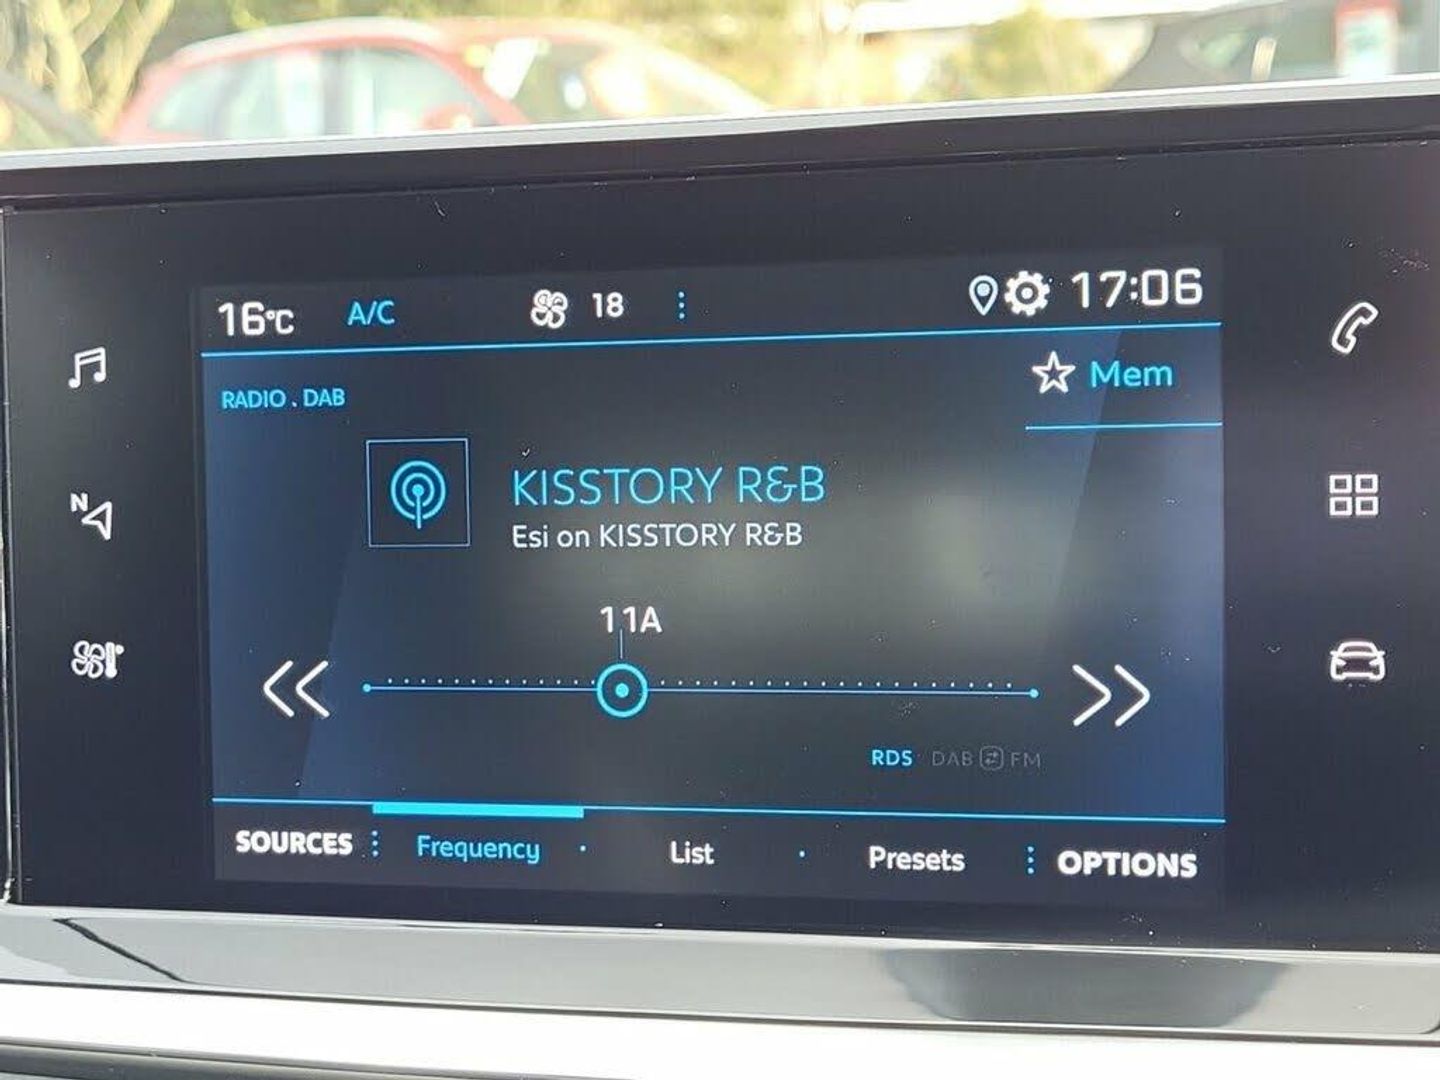 16°C A/C 18 17:06
Mem
RADIO . DAB
KISSTORY R&B
Esi on KISSTORY R&B
11A
RDS DAB FM
SOURCES Frequency List Presets OPTIONS
N